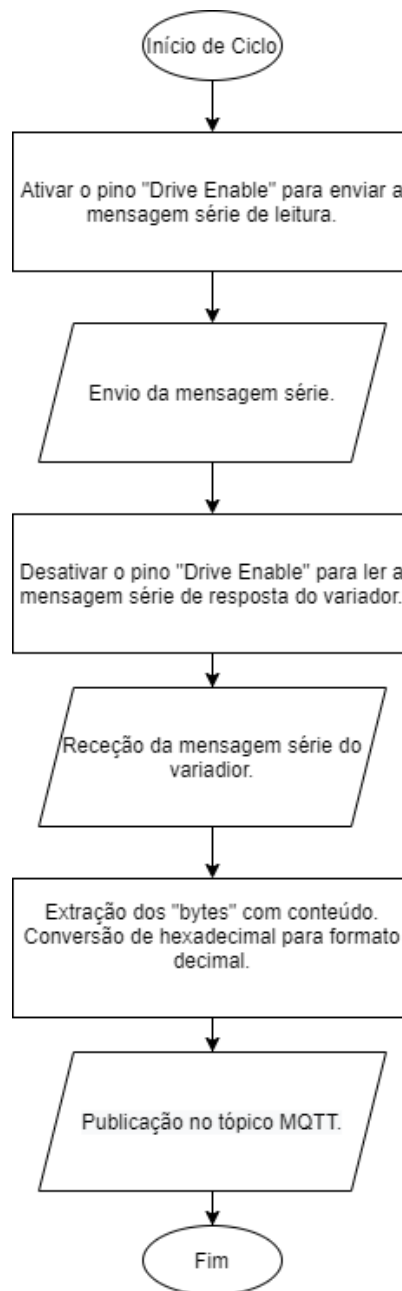 Início de Ciclo
Ativar o pino "Drive Enable" para enviar a
mensagem série de leitura.
Envio da mensagem série.
Desativar o pino "Drive Enable" para ler a
mensagem série de resposta do variador.
Receção da mensagem série do
variadior.
Extração dos "bytes" com conteúdo.
Conversão de hexadecimal para formato
decimal.
Publicação no tópico MQTT.
Fim